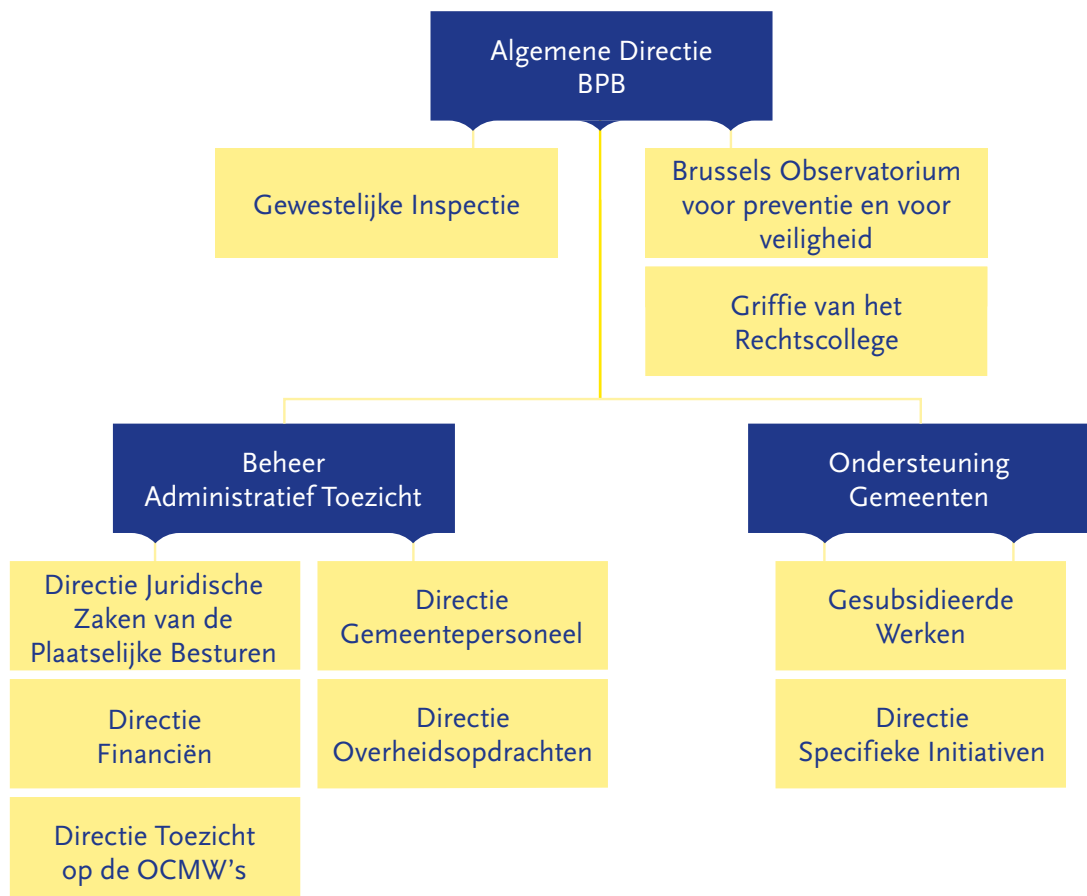 Algemene Directie
BPB
Gewestelijke Inspectie
Brussels Observatorium
voor preventie en voor
veiligheid
Griffie van het
Rechtscollege
Beheer
Administratief Toezicht
Ondersteuning
Gemeenten
Directie Juridische
Zaken van de
Plaatselijke Besturen
Directie
Gemeentepersoneel
Gesubsidieerde
Werken
Directie
Financiën
Directie
Overheidsopdrachten
Directie
Specifieke Initiativen
Directie Toezicht
op de OCMW's